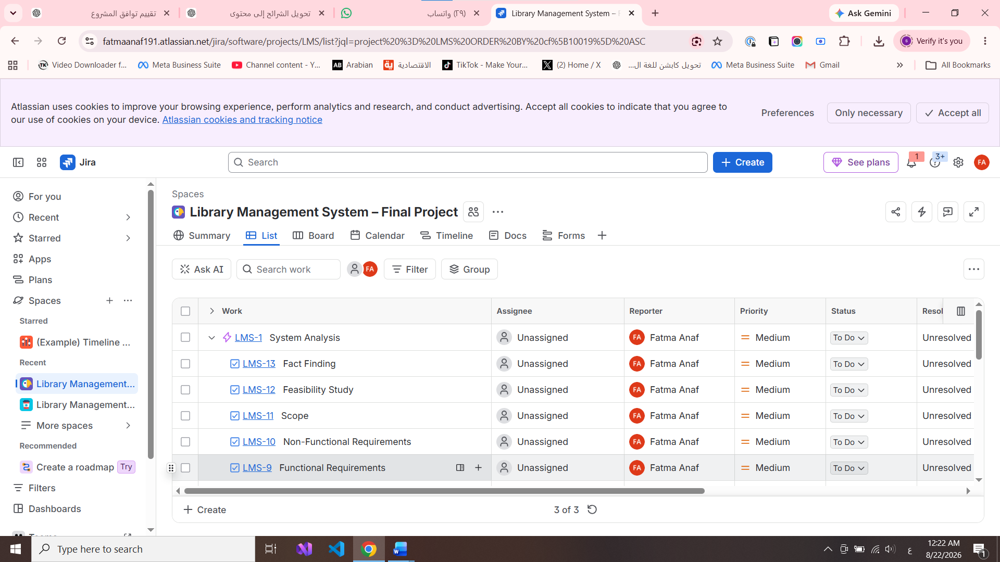 تقييم توافق المشروع
تحويل الشرائح إلى محتوى
(٢٩) واتساب
Library Management System –
Ask Gemini
fatmaanaf191.atlassian.net/jira/software/projects/LMS/list?jql=project%20%3D%20LMS%20ORDER%20BY%20cf%5B10019%5D%20ASC
Verify it's you
Video Downloader f...
Meta Business Suite
Channel content - Y...
Arabian
الاقتصادية
TikTok - Make Your...
(2) Home / X
تحويل كابشن للغة ال...
Meta Business Suite
Gmail
All Bookmarks
Atlassian uses cookies to improve your browsing experience, perform analytics and research, and conduct advertising. Accept all cookies to indicate that you agree to
our use of cookies on your device. Atlassian cookies and tracking notice
Preferences
Only necessary
Accept all
Jira
Search
Create
See plans
1
3+
FA
For you
Recent
Starred
Apps
Plans
Spaces
Starred
(Example) Timeline ...
Recent
Library Management...
Library Management...
More spaces
Recommended
Create a roadmap Try
Filters
Dashboards
Spaces
Library Management System – Final Project
Summary List Board Calendar Timeline Docs Forms
Ask AI Search work FA Filter Group
Work Assignee Reporter Priority Status Resol
LMS-1 System Analysis Unassigned FA Fatma Anaf Medium To Do Unresolved
LMS-13 Fact Finding Unassigned FA Fatma Anaf Medium To Do Unresolved
LMS-12 Feasibility Study Unassigned FA Fatma Anaf Medium To Do Unresolved
LMS-11 Scope Unassigned FA Fatma Anaf Medium To Do Unresolved
LMS-10 Non-Functional Requirements Unassigned FA Fatma Anaf Medium To Do Unresolved
LMS-9 Functional Requirements Unassigned FA Fatma Anaf Medium To Do Unresolved
Create
3 of 3
Type here to search
ع
12:22 AM
8/22/2026
1